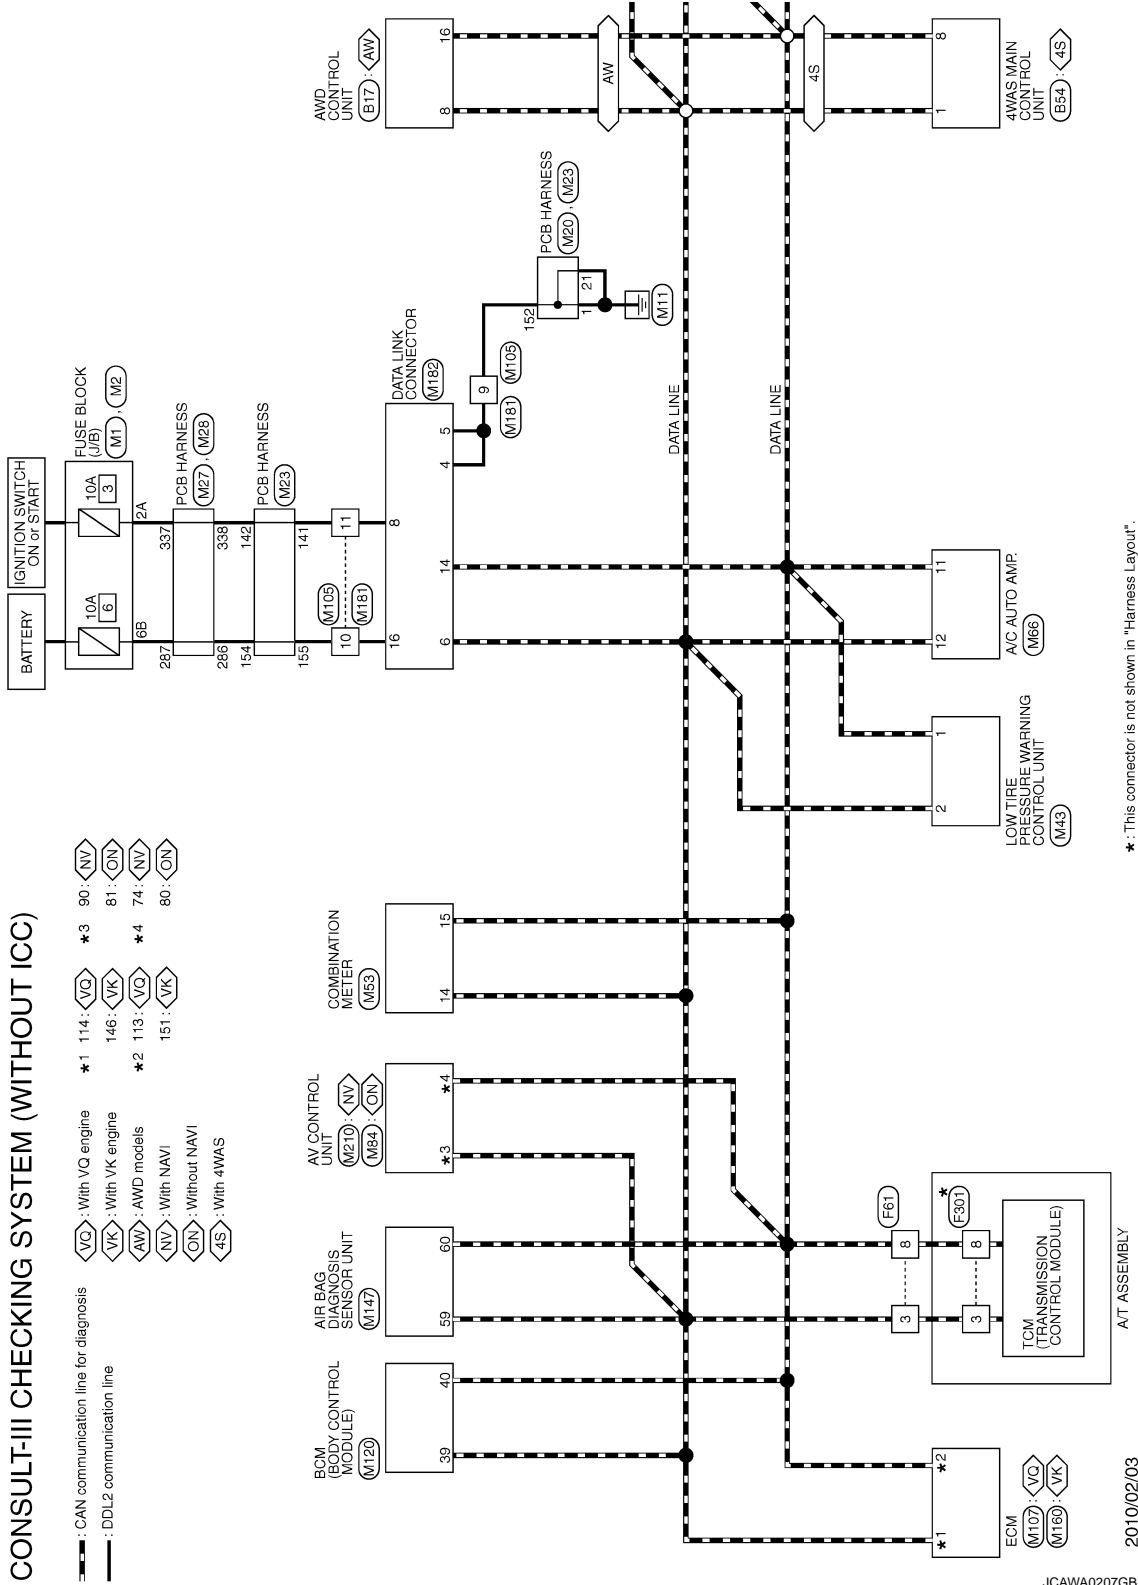 CONSULT-III CHECKING SYSTEM (WITHOUT ICC)
: CAN communication line for diagnosis
: DDL2 communication line
VQ : With VQ engine
VK : With VK engine
AW : AWD models
NV : With NAVI
ON : Without NAVI
4S : With 4WAS
*1 114 : VQ
146 : VK
*2 113 : VQ
151 : VK
*3 90 : NV
81 : ON
*4 74 : NV
80 : ON
BATTERY
IGNITION SWITCH
ON or START
FUSE BLOCK
(J/B)
M1 , M2
10A
6
10A
3
6B
2A
287
337
PCB HARNESS
M27 , M28
286
338
154
142
PCB HARNESS
M23
155
141
M105
10
11
M181
16
8
DATA LINK
CONNECTOR
M182
6
14
4
5
M181
9
M105
152
PCB HARNESS
M20 , M23
1
21
M11
BCM
(BODY CONTROL
MODULE)
M120
39
40
AIR BAG
DIAGNOSIS
SENSOR UNIT
M147
59
60
AV CONTROL
UNIT
M210 : NV
M84 : ON
*3
*4
COMBINATION
METER
M53
14
15
AWD
CONTROL
UNIT
B17 : AW
8
16
AW
DATA LINE
DATA LINE
4S
*1
*2
ECM
M107 : VQ
M160 : VK
3
8
F61
3
8
*
F301
TCM
(TRANSMISSION
CONTROL MODULE)
A/T ASSEMBLY
2
1
LOW TIRE
PRESSURE WARNING
CONTROL UNIT
M43
12
11
A/C AUTO AMP.
M66
1
8
4WAS MAIN
CONTROL
UNIT
B54 : 4S
* : This connector is not shown in "Harness Layout".
2010/02/03
JCAWA0207GB